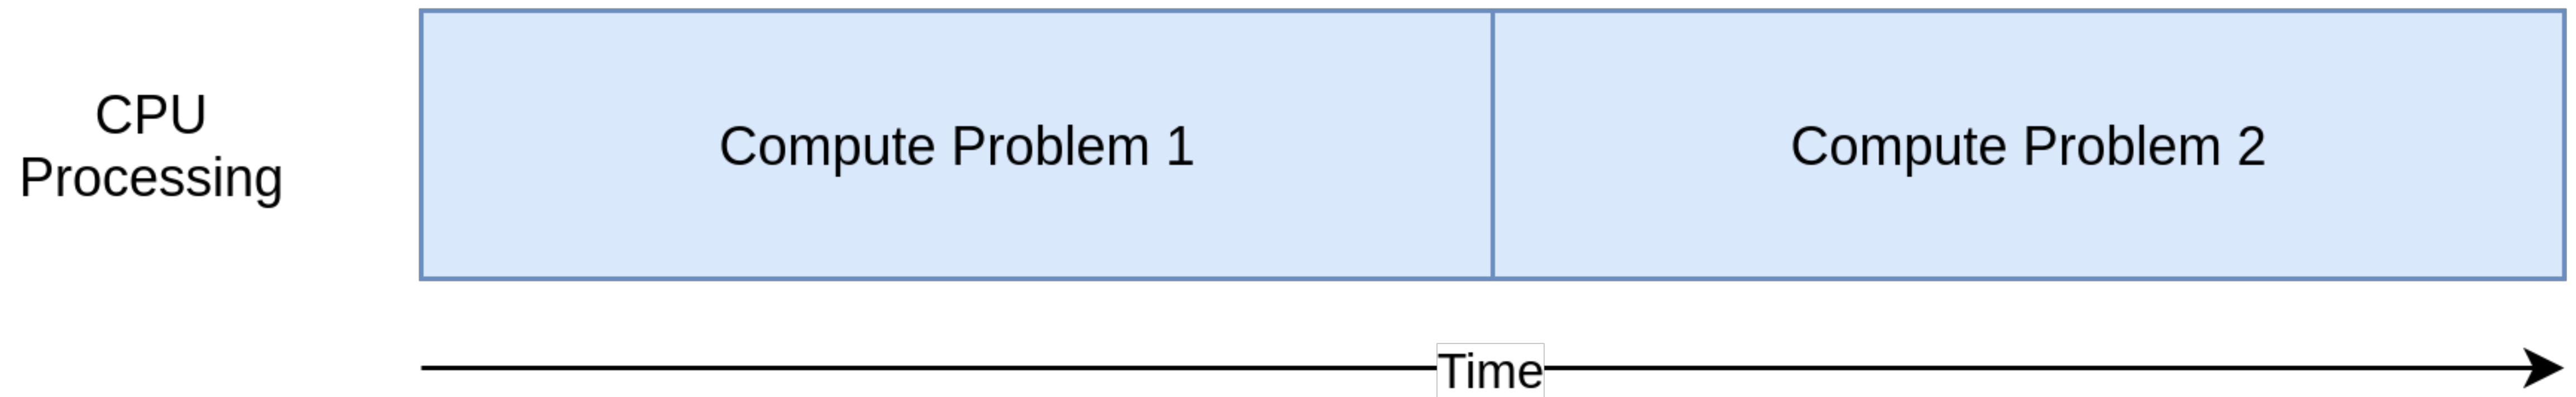 CPU
Processing
Compute Problem 1
Compute Problem 2
Time